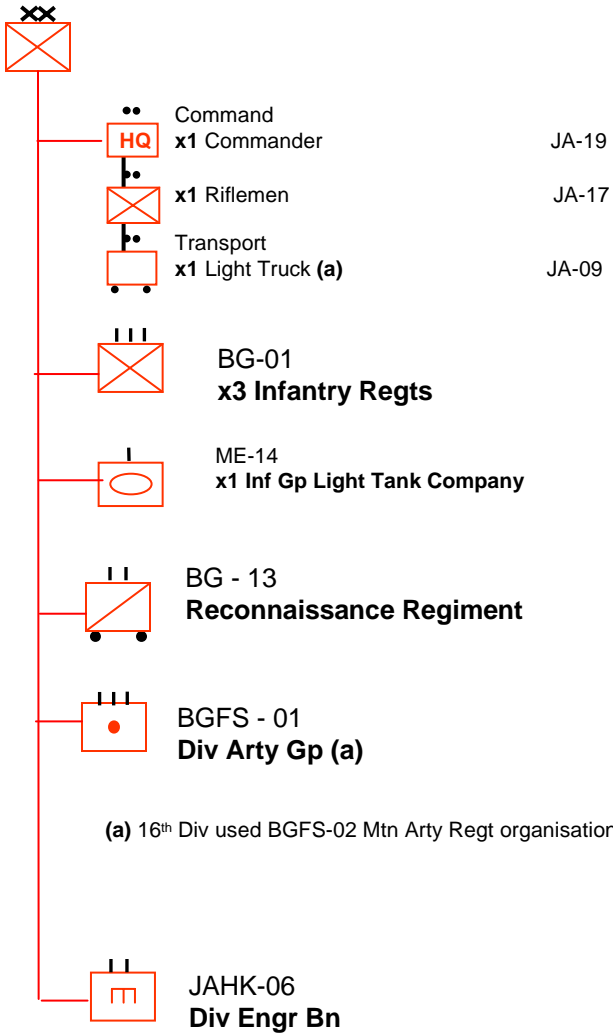 XX
Command
HQ x1 Commander JA-19
x1 Riflemen JA-17
Transport
x1 Light Truck (a) JA-09
BG-01
x3 Infantry Regts
ME-14
x1 Inf Gp Light Tank Company
BG - 13
Reconnaissance Regiment
BGFS - 01
Div Arty Gp (a)
(a) 16th Div used BGFS-02 Mtn Arty Regt organisation
JAHK-06
E
Div Engr Bn